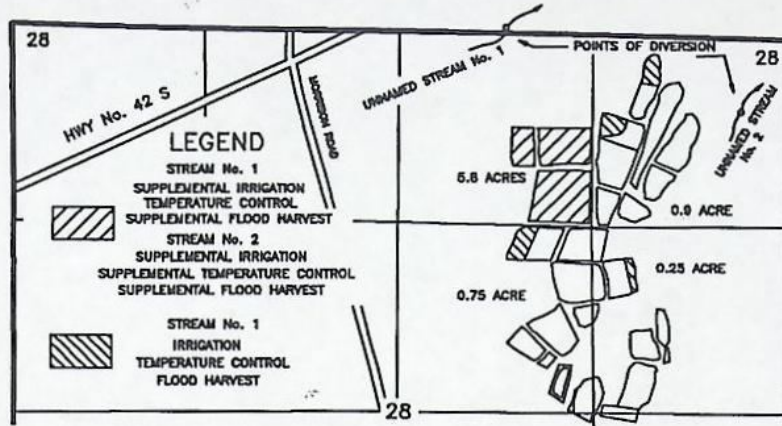 28
28
POINTS OF DIVERSION
UNNAMED STREAM No. 1
HWY No. 42 S
MORRISON ROAD
UNNAMED STREAM
No. 2
LEGEND
STREAM No. 1
SUPPLEMENTAL IRRIGATION
TEMPERATURE CONTROL
SUPPLEMENTAL FLOOD HARVEST
STREAM No. 2
SUPPLEMENTAL IRRIGATION
SUPPLEMENTAL TEMPERATURE CONTROL
SUPPLEMENTAL FLOOD HARVEST
STREAM No. 1
IRRIGATION
TEMPERATURE CONTROL
FLOOD HARVEST
5.8 ACRES
0.9 ACRE
0.25 ACRE
0.75 ACRE
28